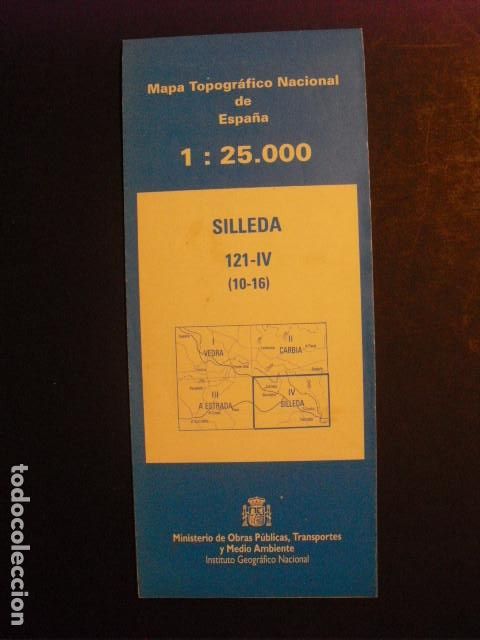 Mapa Topográfico Nacional
de
España
1 : 25.000
SILLEDA
121-IV
(10-16)
I
VEDRA
II
CARBIA
III
A ESTRADA
IV
SILLEDA
Ministerio de Obras Públicas, Transportes
y Medio Ambiente
Instituto Geográfico Nacional
todocoleccion